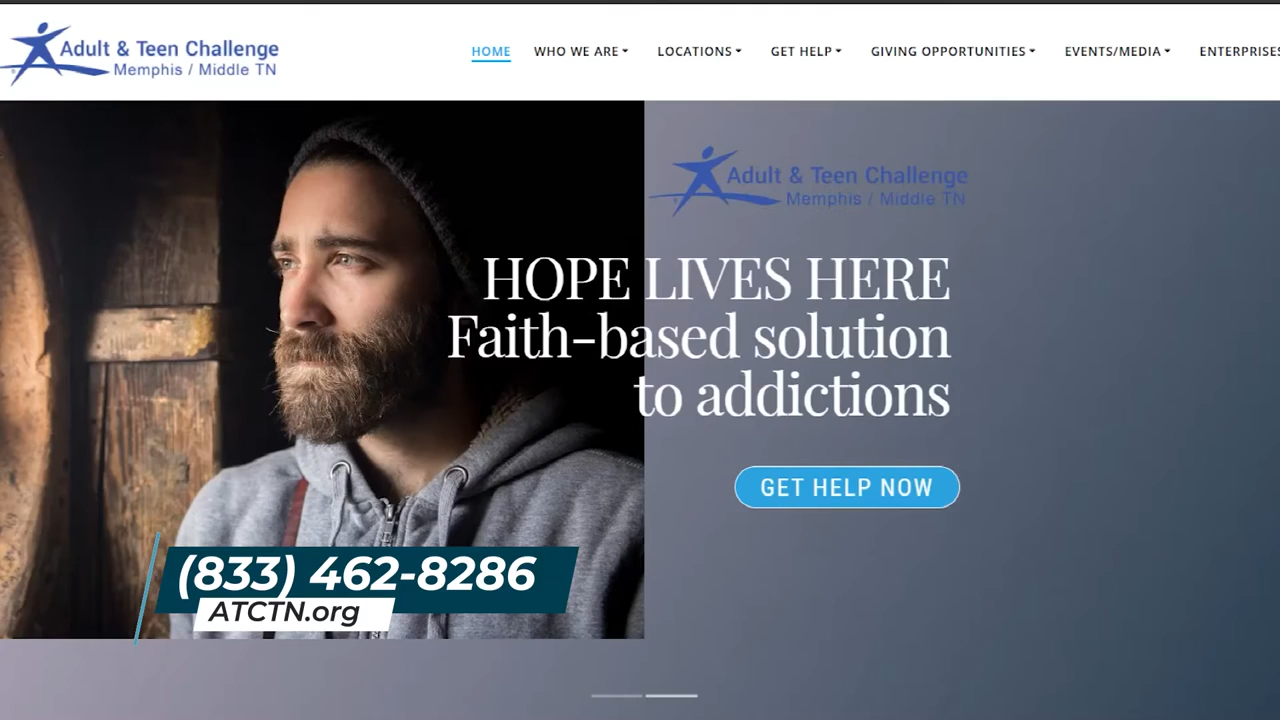 Adult & Teen Challenge
Memphis / Middle TN
HOME WHO WE ARE LOCATIONS GET HELP GIVING OPPORTUNITIES EVENTS/MEDIA ENTERPRISES
Adult & Teen Challenge
Memphis / Middle TN
HOPE LIVES HERE
Faith-based solution
to addictions
GET HELP NOW
(833) 462-8286
ATCTN.org